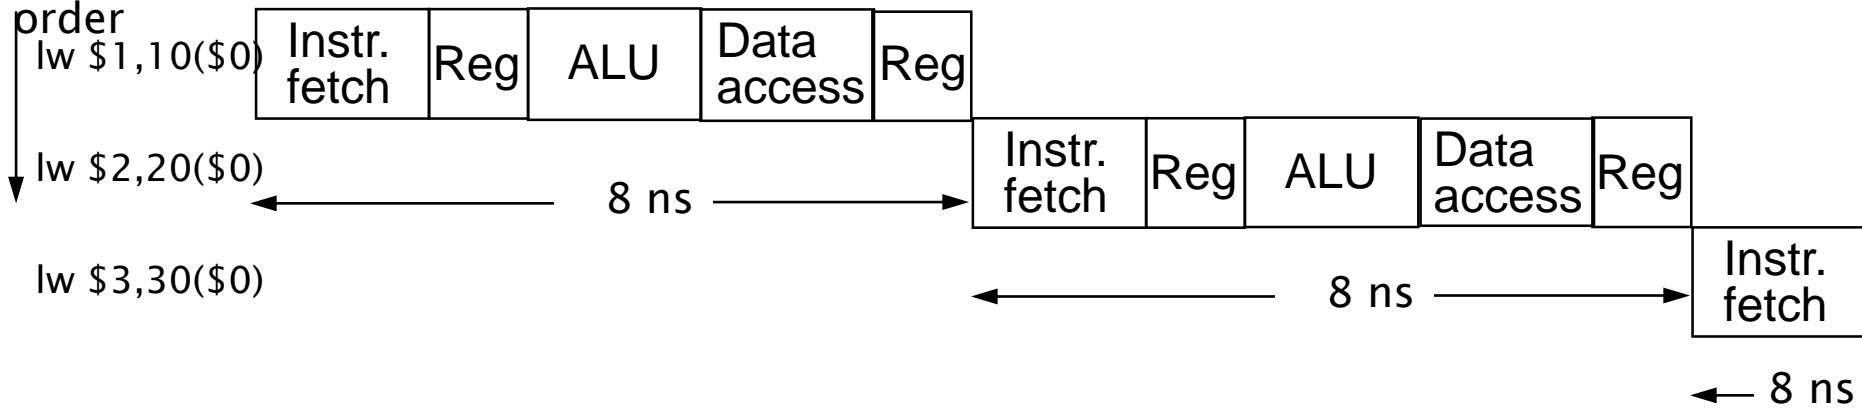 order
lw $1,10($0)
Instr.
fetch
Reg
ALU
Data
access
Reg
lw $2,20($0)
8 ns
Instr.
fetch
Reg
ALU
Data
access
Reg
lw $3,30($0)
8 ns
Instr.
fetch
8 ns